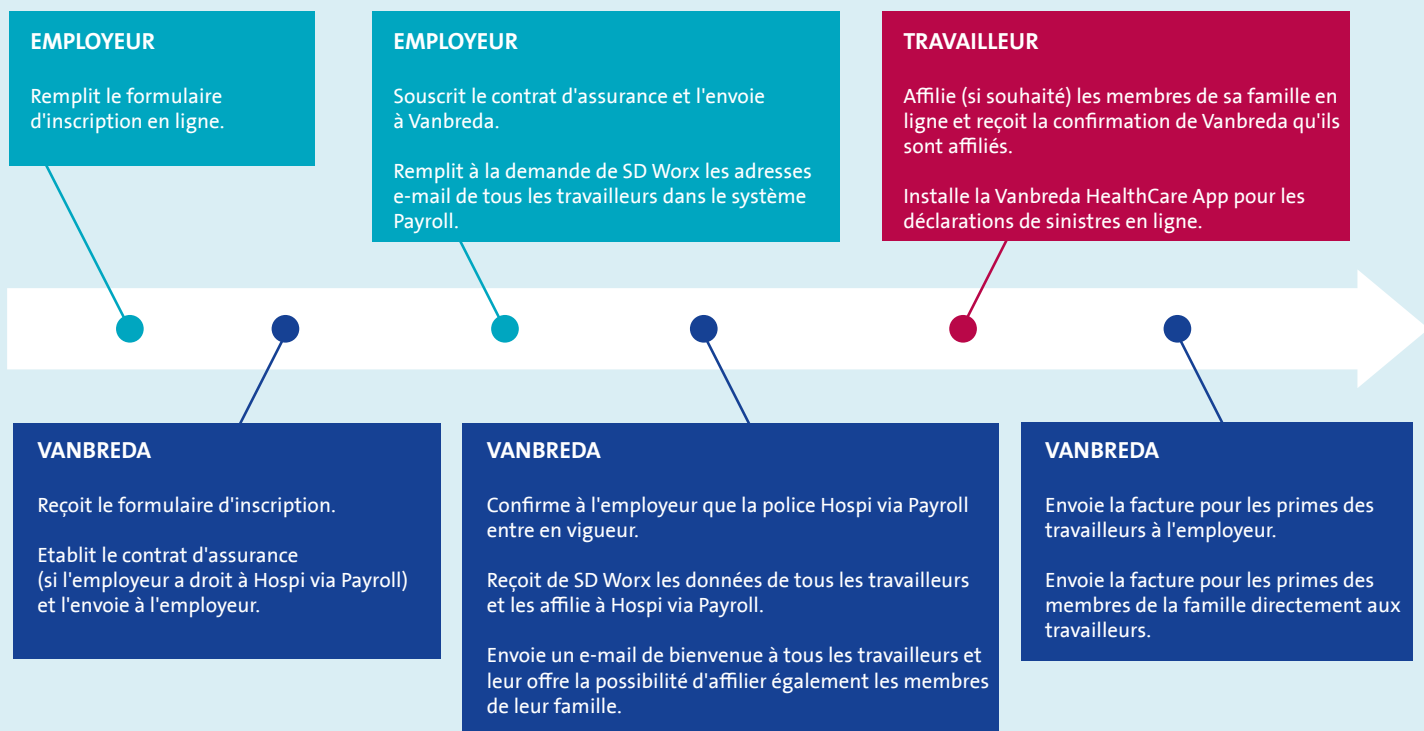 EMPLOYEUR
Remplit le formulaire
d'inscription en ligne.
EMPLOYEUR
Souscrit le contrat d'assurance et l'envoie
à Vanbreda.
Remplit à la demande de SD Worx les adresses
e-mail de tous les travailleurs dans le système
Payroll.
TRAVAILLEUR
Affilie (si souhaité) les membres de sa famille en
ligne et reçoit la confirmation de Vanbreda qu'ils
sont affiliés.
Installe la Vanbreda HealthCare App pour les
déclarations de sinistres en ligne.
VANBREDA
Reçoit le formulaire d'inscription.
Etablit le contrat d'assurance
(si l'employeur a droit à Hospi via Payroll)
et l'envoie à l'employeur.
VANBREDA
Confirme à l'employeur que la police Hospi via Payroll
entre en vigueur.
Reçoit de SD Worx les données de tous les travailleurs
et les affilie à Hospi via Payroll.
Envoie un e-mail de bienvenue à tous les travailleurs et
leur offre la possibilité d'affilier également les membres
de leur famille.
VANBREDA
Envoie la facture pour les primes des
travailleurs à l'employeur.
Envoie la facture pour les primes des
membres de la famille directement aux
travailleurs.